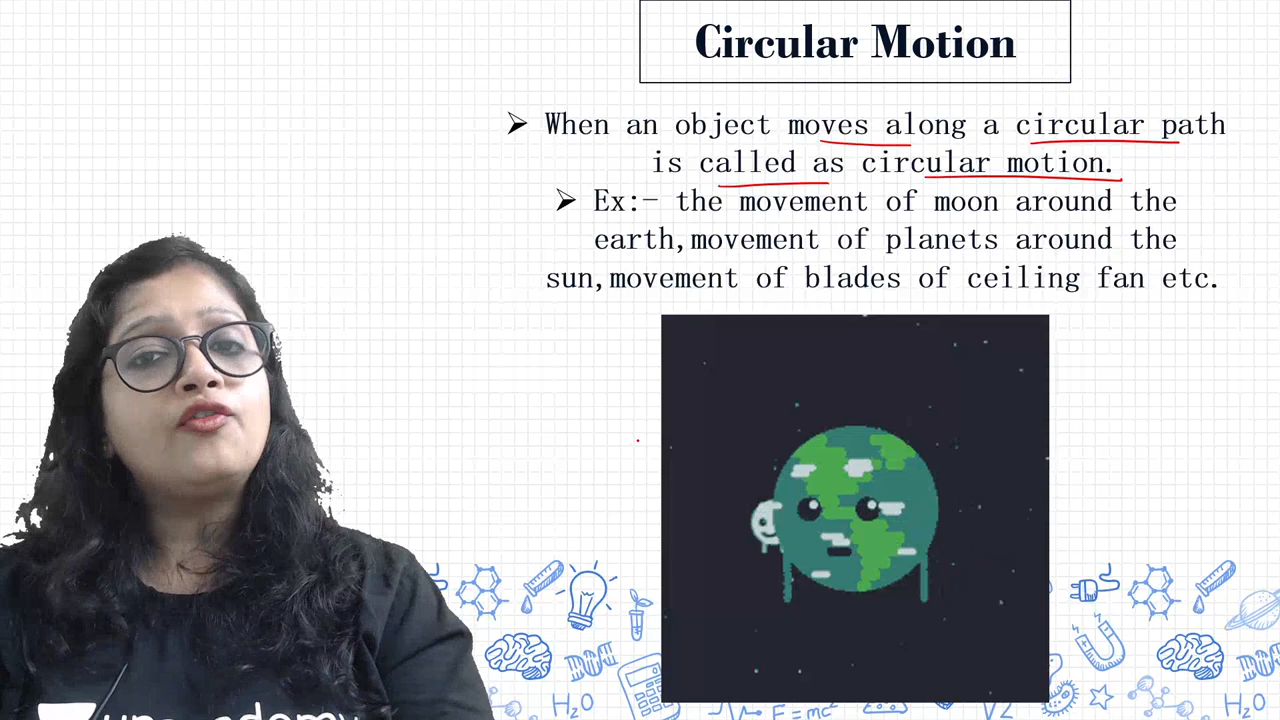 Circular Motion
➢ When an object moves along a circular path
is called as circular motion.
➢ Ex:- the movement of moon around the
earth,movement of planets around the
sun,movement of blades of ceiling fan etc.
H₂O
E=mc²
√2
H₂O
unacademy